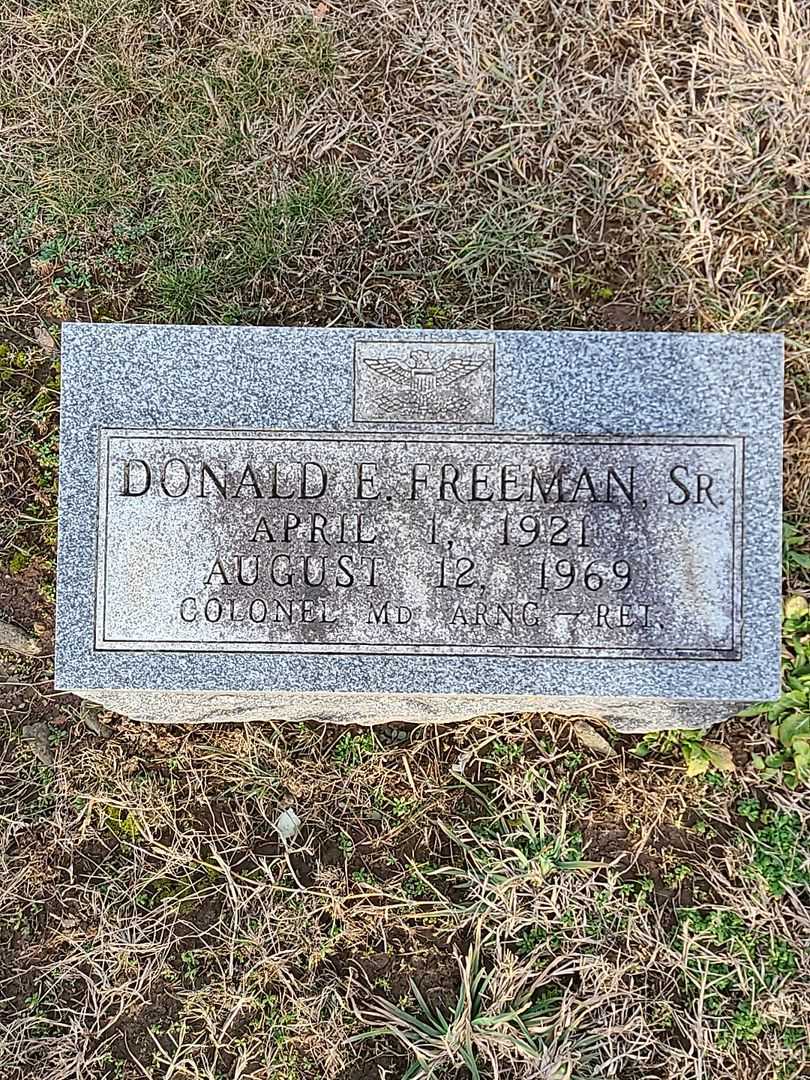 DONALD E. FREEMAN, SR.
APRIL 1, 1921
AUGUST 12, 1969
COLONEL MD ARNG — RET.